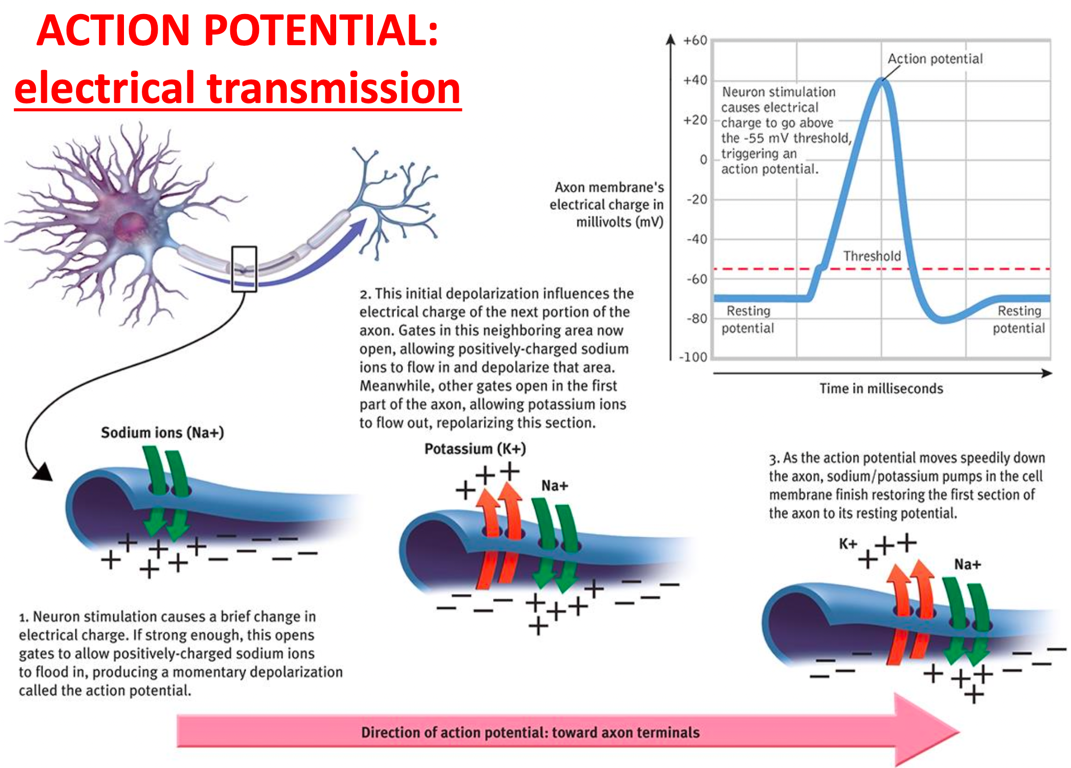 ACTION POTENTIAL:
electrical transmission
+60
+40
+20
0
-20
-40
-60
-80
-100
Axon membrane's
electrical charge in
millivolts (mV)
Action potential
Neuron stimulation
causes electrical
charge to go above
the -55 mV threshold,
triggering an
action potential.
Threshold
Resting
potential
Resting
potential
Time in milliseconds
2. This initial depolarization influences the
electrical charge of the next portion of the
axon. Gates in this neighboring area now
open, allowing positively-charged sodium
ions to flow in and depolarize that area.
Meanwhile, other gates open in the first
part of the axon, allowing potassium ions
to flow out, repolarizing this section.
Sodium ions (Na+)
Potassium (K+)
Na+
3. As the action potential moves speedily down
the axon, sodium/potassium pumps in the cell
membrane finish restoring the first section of
the axon to its resting potential.
K+
Na+
1. Neuron stimulation causes a brief change in
electrical charge. If strong enough, this opens
gates to allow positively-charged sodium ions
to flood in, producing a momentary depolarization
called the action potential.
Direction of action potential: toward axon terminals